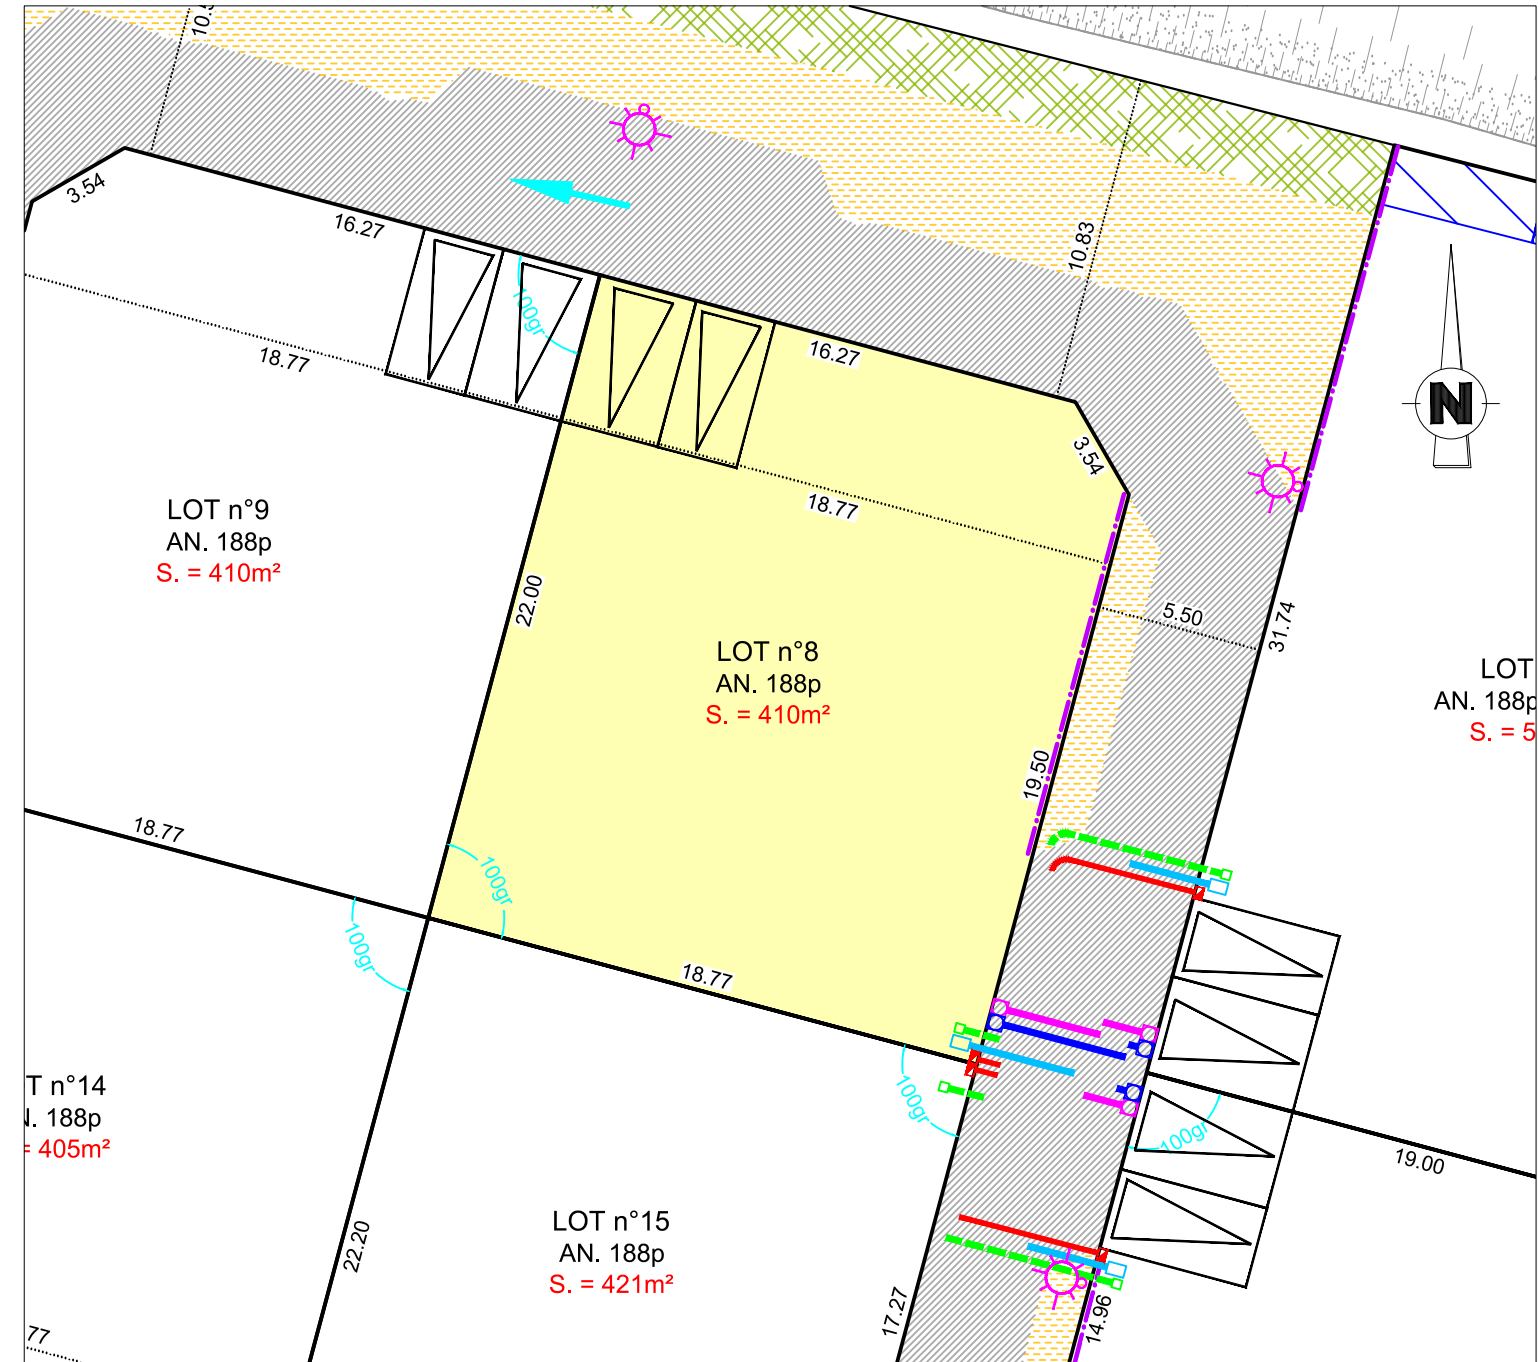 3.54
16.27
10.83
100gr
18.77
16.27
3.54
18.77
N
LOT n°9
AN. 188p
S. = 410m²
22.00
5.50
31.74
LOT n°8
AN. 188p
S. = 410m²
LOT
AN. 188p
S. = 5
19.50
18.77
100gr
100gr
18.77
100gr
100gr
19.00
T n°14
188p
= 405m²
LOT n°15
AN. 188p
S. = 421m²
22.20
17.27
14.96
77